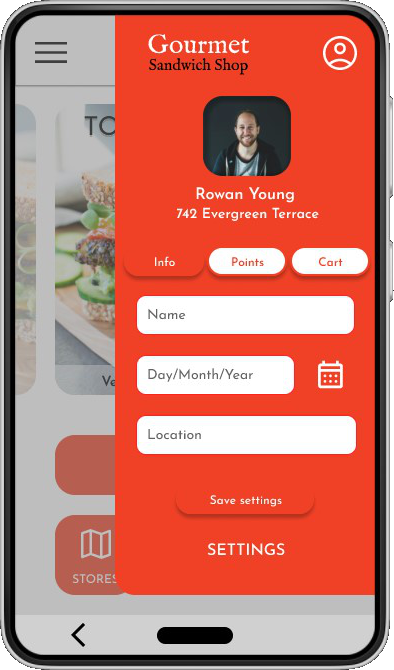 Gourmet
Sandwich Shop
TO
Rowan Young
742 Evergreen Terrace
Info
Points
Cart
Name
Day/Month/Year
Ve
Location
Save settings
SETTINGS
STORES